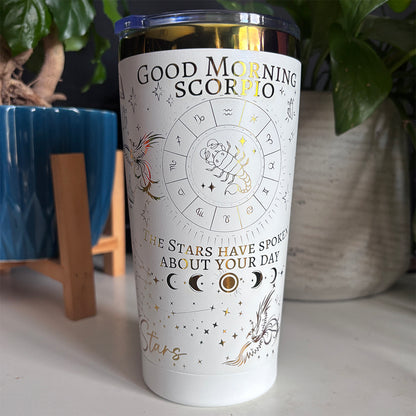 GOOD MORNING
SCORPIO
THE STARS HAVE SPOKEN
ABOUT YOUR DAY
Stars